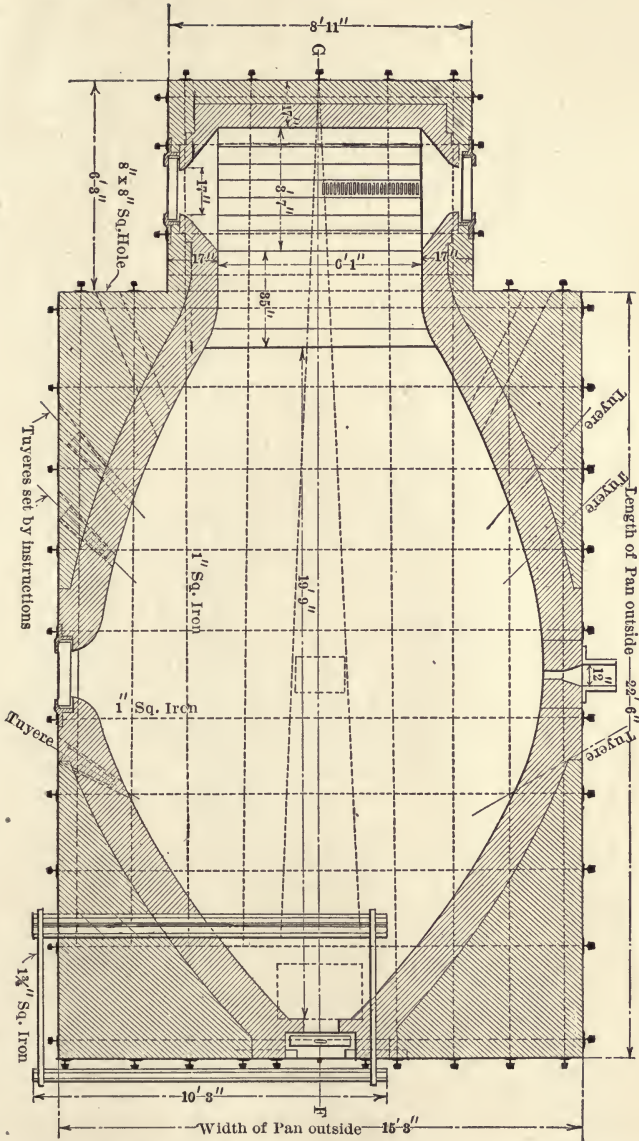 8′11″
G
17″
6′-8″
8″ x 8″ Sq. Hole
17″
8′-7″
17″
6′1″
17″
35″
Tuyeres set by instructions
Tuyere
Tuyere
Length of Pan outside 22′-6″
1″ Sq. Iron
19′-9″
12″
1″ Sq. Iron
Tuyere
Tuyere
1¾″ Sq. Iron
10′-3″
F
Width of Pan outside 15′-3″